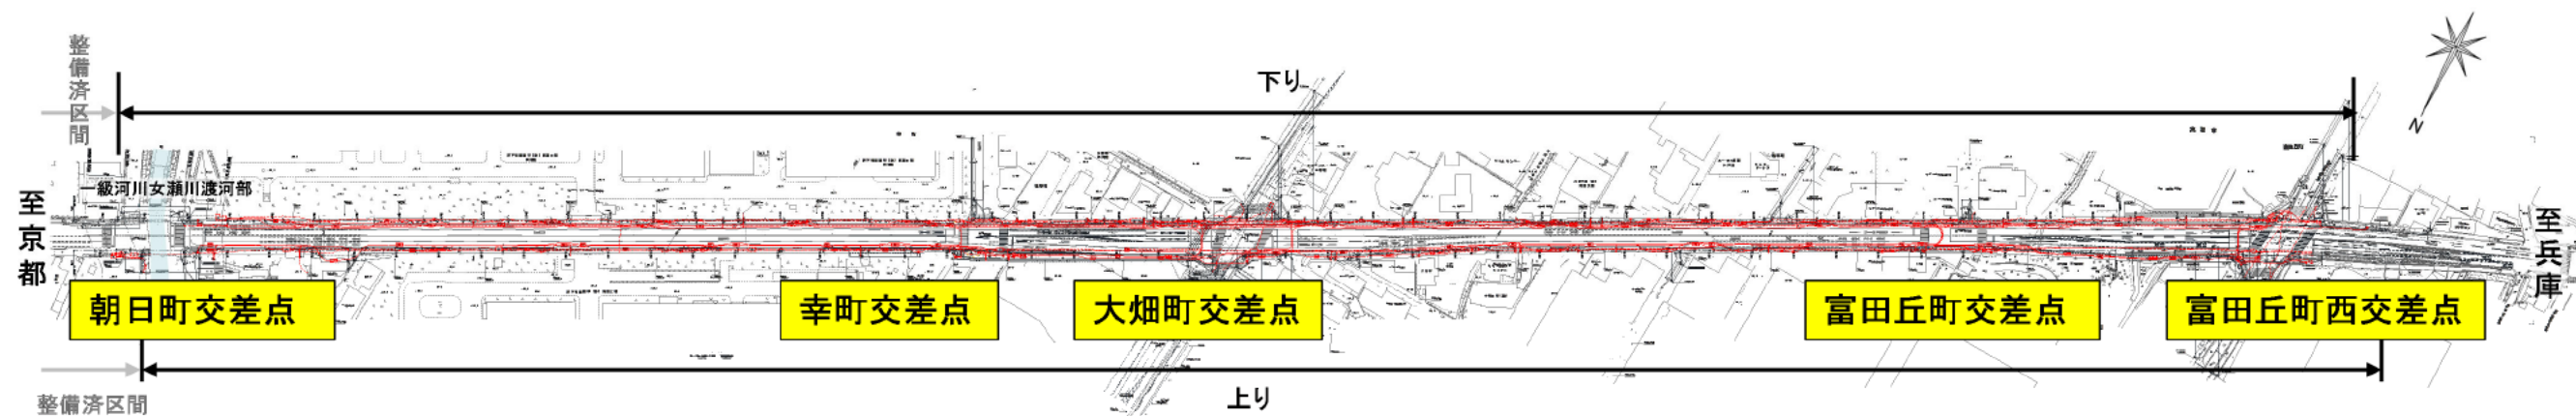 整備済区間
下り
N
一級河川女瀬川渡河部
至京都
至兵庫
朝日町交差点
幸町交差点
大畑町交差点
富田丘町交差点
富田丘町西交差点
上り
整備済区間